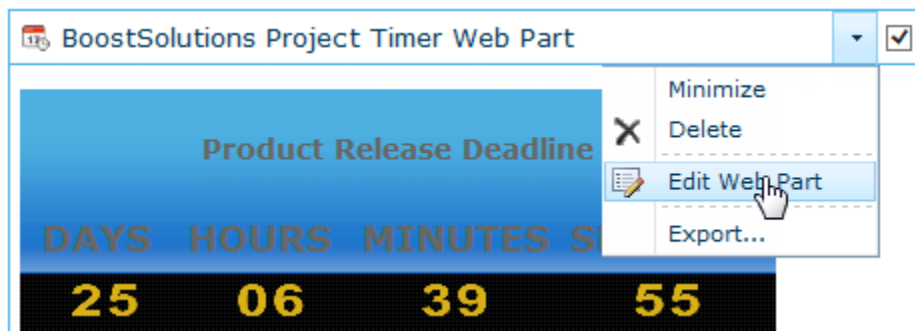 BoostSolutions Project Timer Web Part
Minimize
Delete
Edit Web Part
Export...
Product Release Deadline
DAYS HOURS MINUTES
25 06 39 55